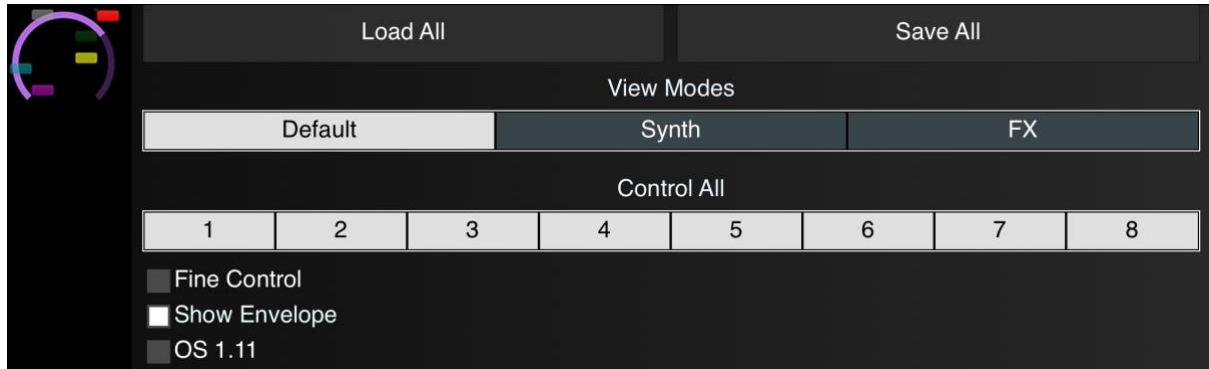 Load All Save All
View Modes
Default Synth FX
Control All
1 2 3 4 5 6 7 8
Fine Control
Show Envelope
OS 1.11